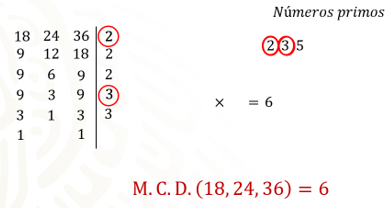 Números primos
18 24 36 2
9 12 18 2
9 6 9 2
9 3 9 3
3 1 3 3
1 1
2 3 5
× = 6
M. C. D. (18, 24, 36) = 6